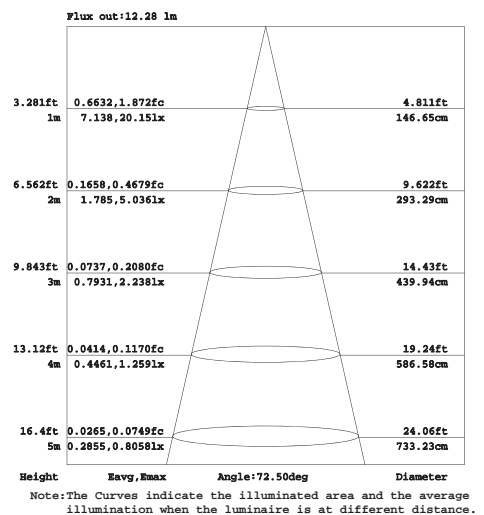 Flux out:12.28 lm
3.281ft 0.6632,1.872fc 4.811ft
1m 7.138,20.15lx 146.65cm
6.562ft 0.1658,0.4679fc 9.622ft
2m 1.785,5.036lx 293.29cm
9.843ft 0.0737,0.2080fc 14.43ft
3m 0.7931,2.238lx 439.94cm
13.12ft 0.0414,0.1170fc 19.24ft
4m 0.4461,1.259lx 586.58cm
16.4ft 0.0265,0.0749fc 24.06ft
5m 0.2855,0.8058lx 733.23cm
Height Eavg,Emax Angle:72.50deg Diameter
Note:The Curves indicate the illuminated area and the average
illumination when the luminaire is at different distance.